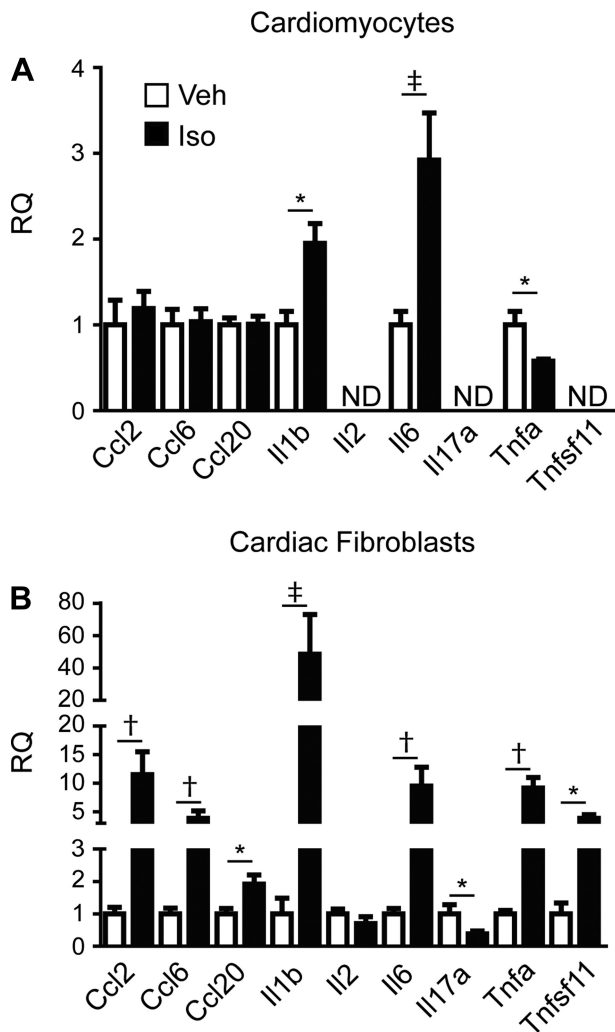 Cardiomyocytes
A
4
3
2
1
0
RQ
Veh
Iso
*
‡
*
ND
ND
ND
Ccl2
Ccl6
Ccl20
Il1b
Il2
Il6
Il17a
Tnfa
Tnfsf11
Cardiac Fibroblasts
B
80
60
40
20
20
15
10
5
3
2
1
0
RQ
†
†
*
‡
†
*
†
*
Ccl2
Ccl6
Ccl20
Il1b
Il2
Il6
Il17a
Tnfa
Tnfsf11